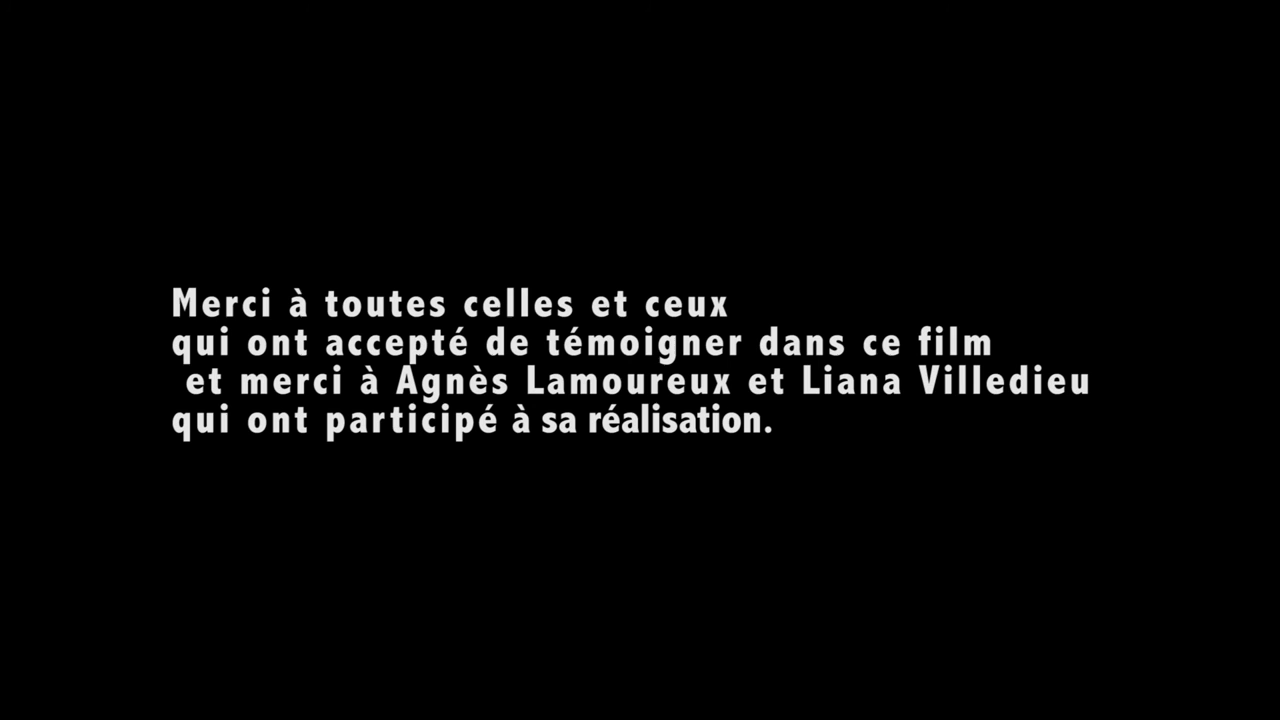 Merci à toutes celles et ceux
qui ont accepté de témoigner dans ce film
et merci à Agnès Lamoureux et Liana Villedieu
qui ont participé à sa réalisation.